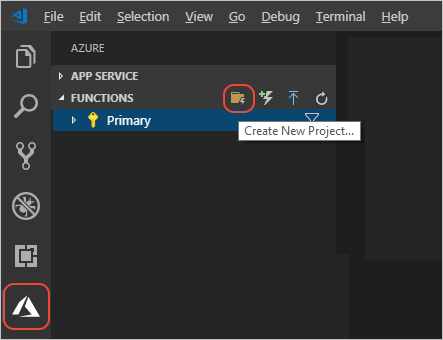 File Edit Selection View Go Debug Terminal Help
AZURE
APP SERVICE
FUNCTIONS
Primary
Create New Project...